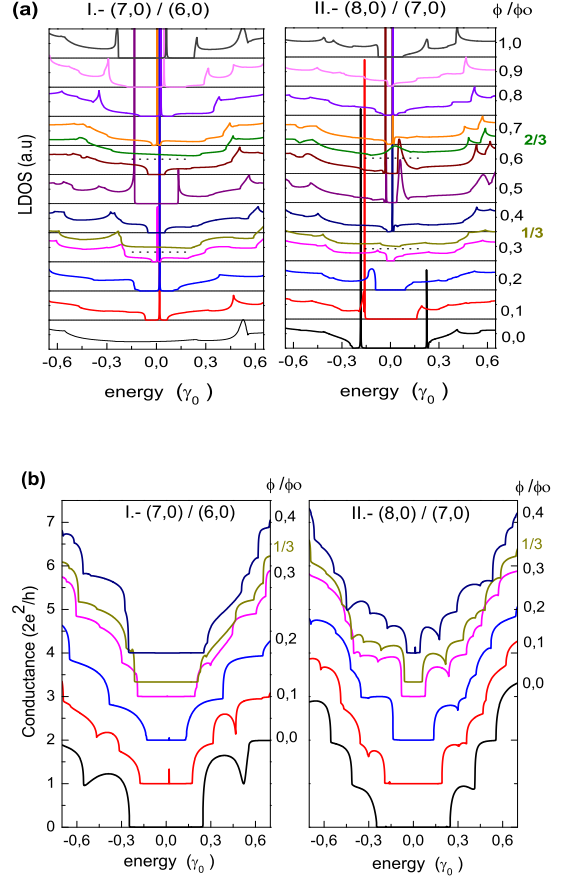 (a)
I.- (7,0) / (6,0)
II.- (8,0) / (7,0)
ϕ /ϕo
LDOS (a.u)
1,0
0,9
0,8
0,7
2/3
0,6
0,5
0,4
1/3
0,3
0,2
0,1
0,0
-0,6 -0,3 0,0 0,3 0,6
-0,6 -0,3 0,0 0,3 0,6
energy (γ0)
energy (γ0)
(b)
ϕ /ϕo
ϕ /ϕo
I.- (7,0) / (6,0)
II.- (8,0) / (7,0)
Conductance (2e²/h)
7
6
5
4
3
2
1
0
0,4
1/3
0,3
0,2
0,1
0,0
0,4
1/3
0,3
0,2
0,1
0,0
-0,6 -0,3 0,0 0,3 0,6
-0,6 -0,3 0,0 0,3 0,6
energy (γ0)
energy (γ0)